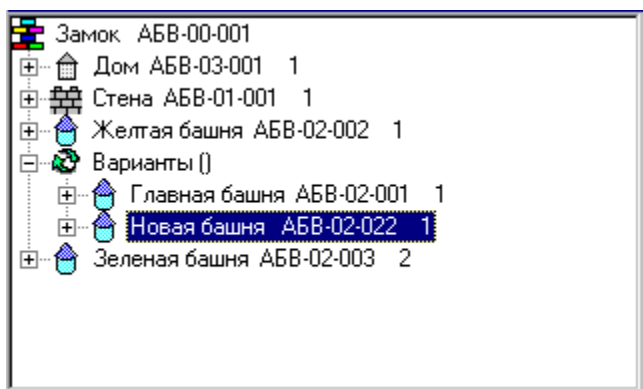 Замок АБВ-00-001
Дом АБВ-03-001 1
Стена АБВ-01-001 1
Желтая башня АБВ-02-002 1
Варианты ()
Главная башня АБВ-02-001 1
Новая башня АБВ-02-022 1
Зеленая башня АБВ-02-003 2